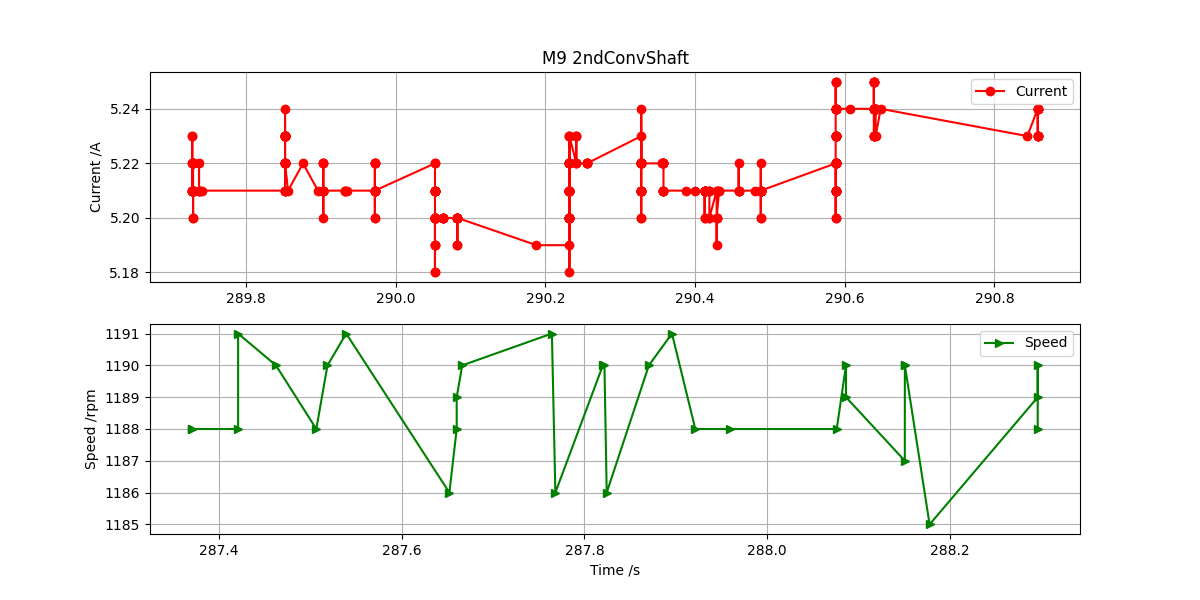 M9 2ndConvShaft
Current /A
5.24
5.22
5.20
5.18
Current
289.8 290.0 290.2 290.4 290.6 290.8
Speed /rpm
1191
1190
1189
1188
1187
1186
1185
Speed
287.4 287.6 287.8 288.0 288.2
Time /s